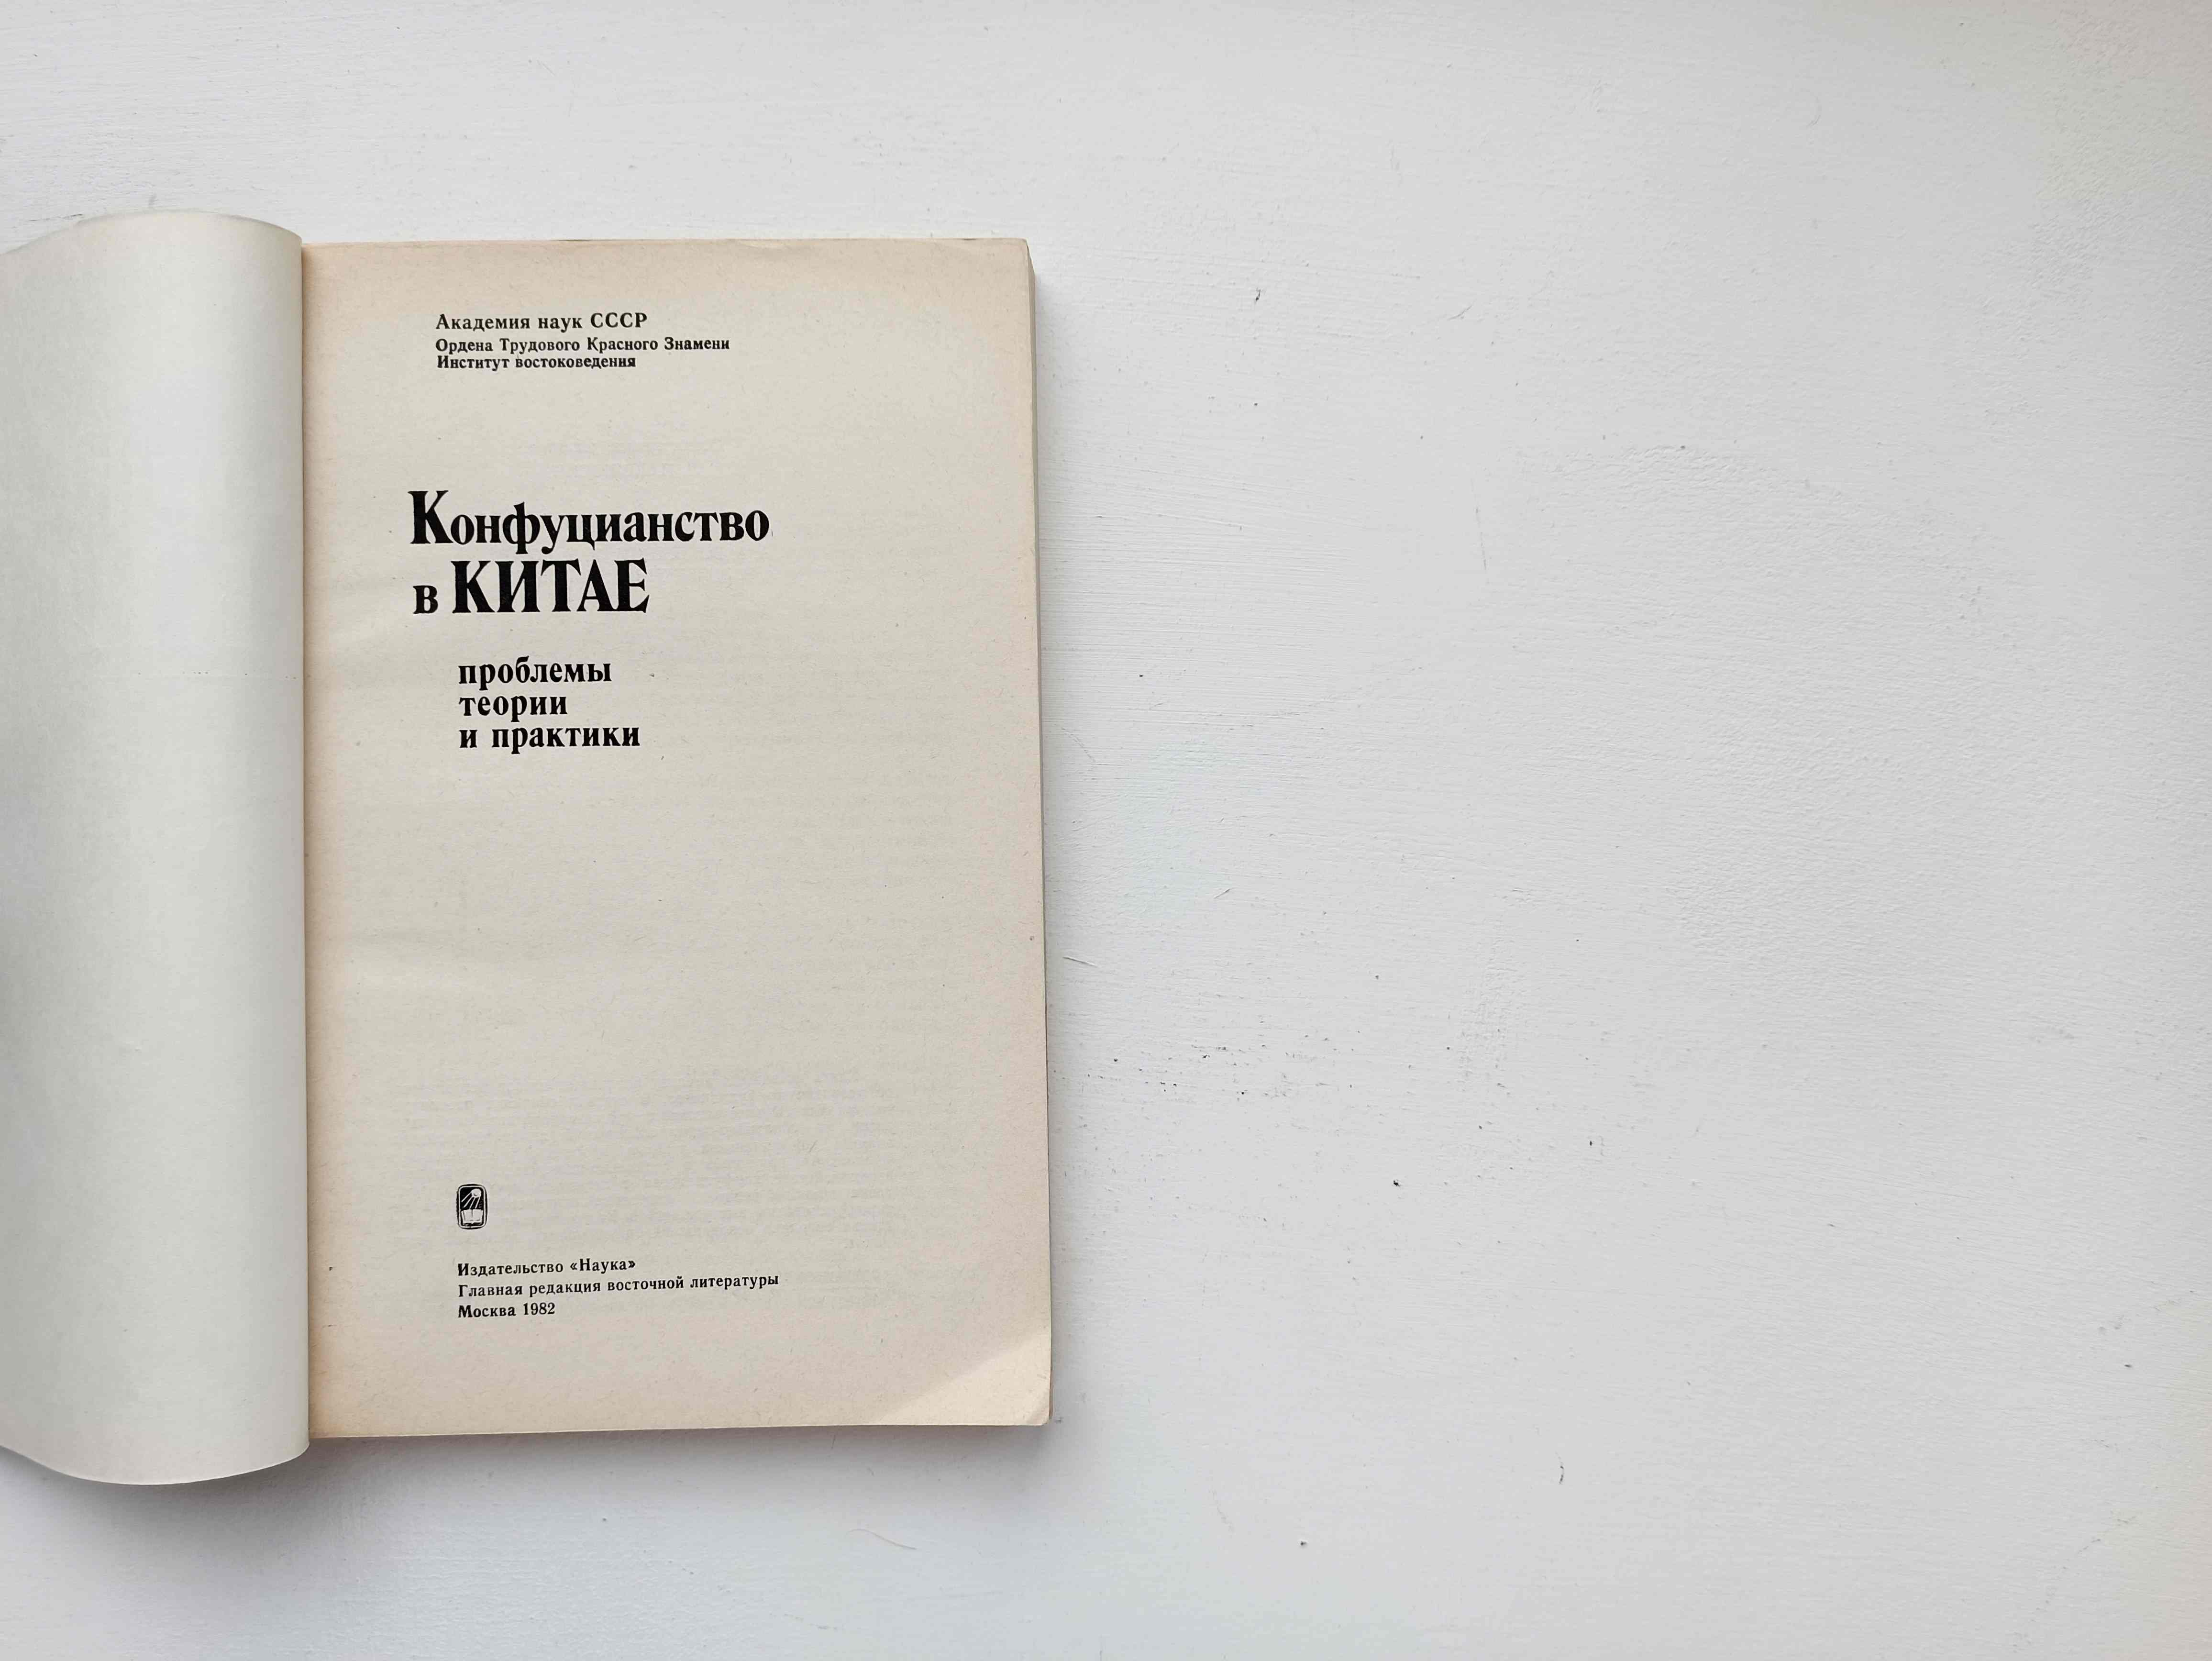 Академия наук СССР
Ордена Трудового Красного Знамени
Институт востоковедения
Конфуцианство
в КИТАЕ
проблемы
теории
и практики
Издательство «Наука»
Главная редакция восточной литературы
Москва 1982